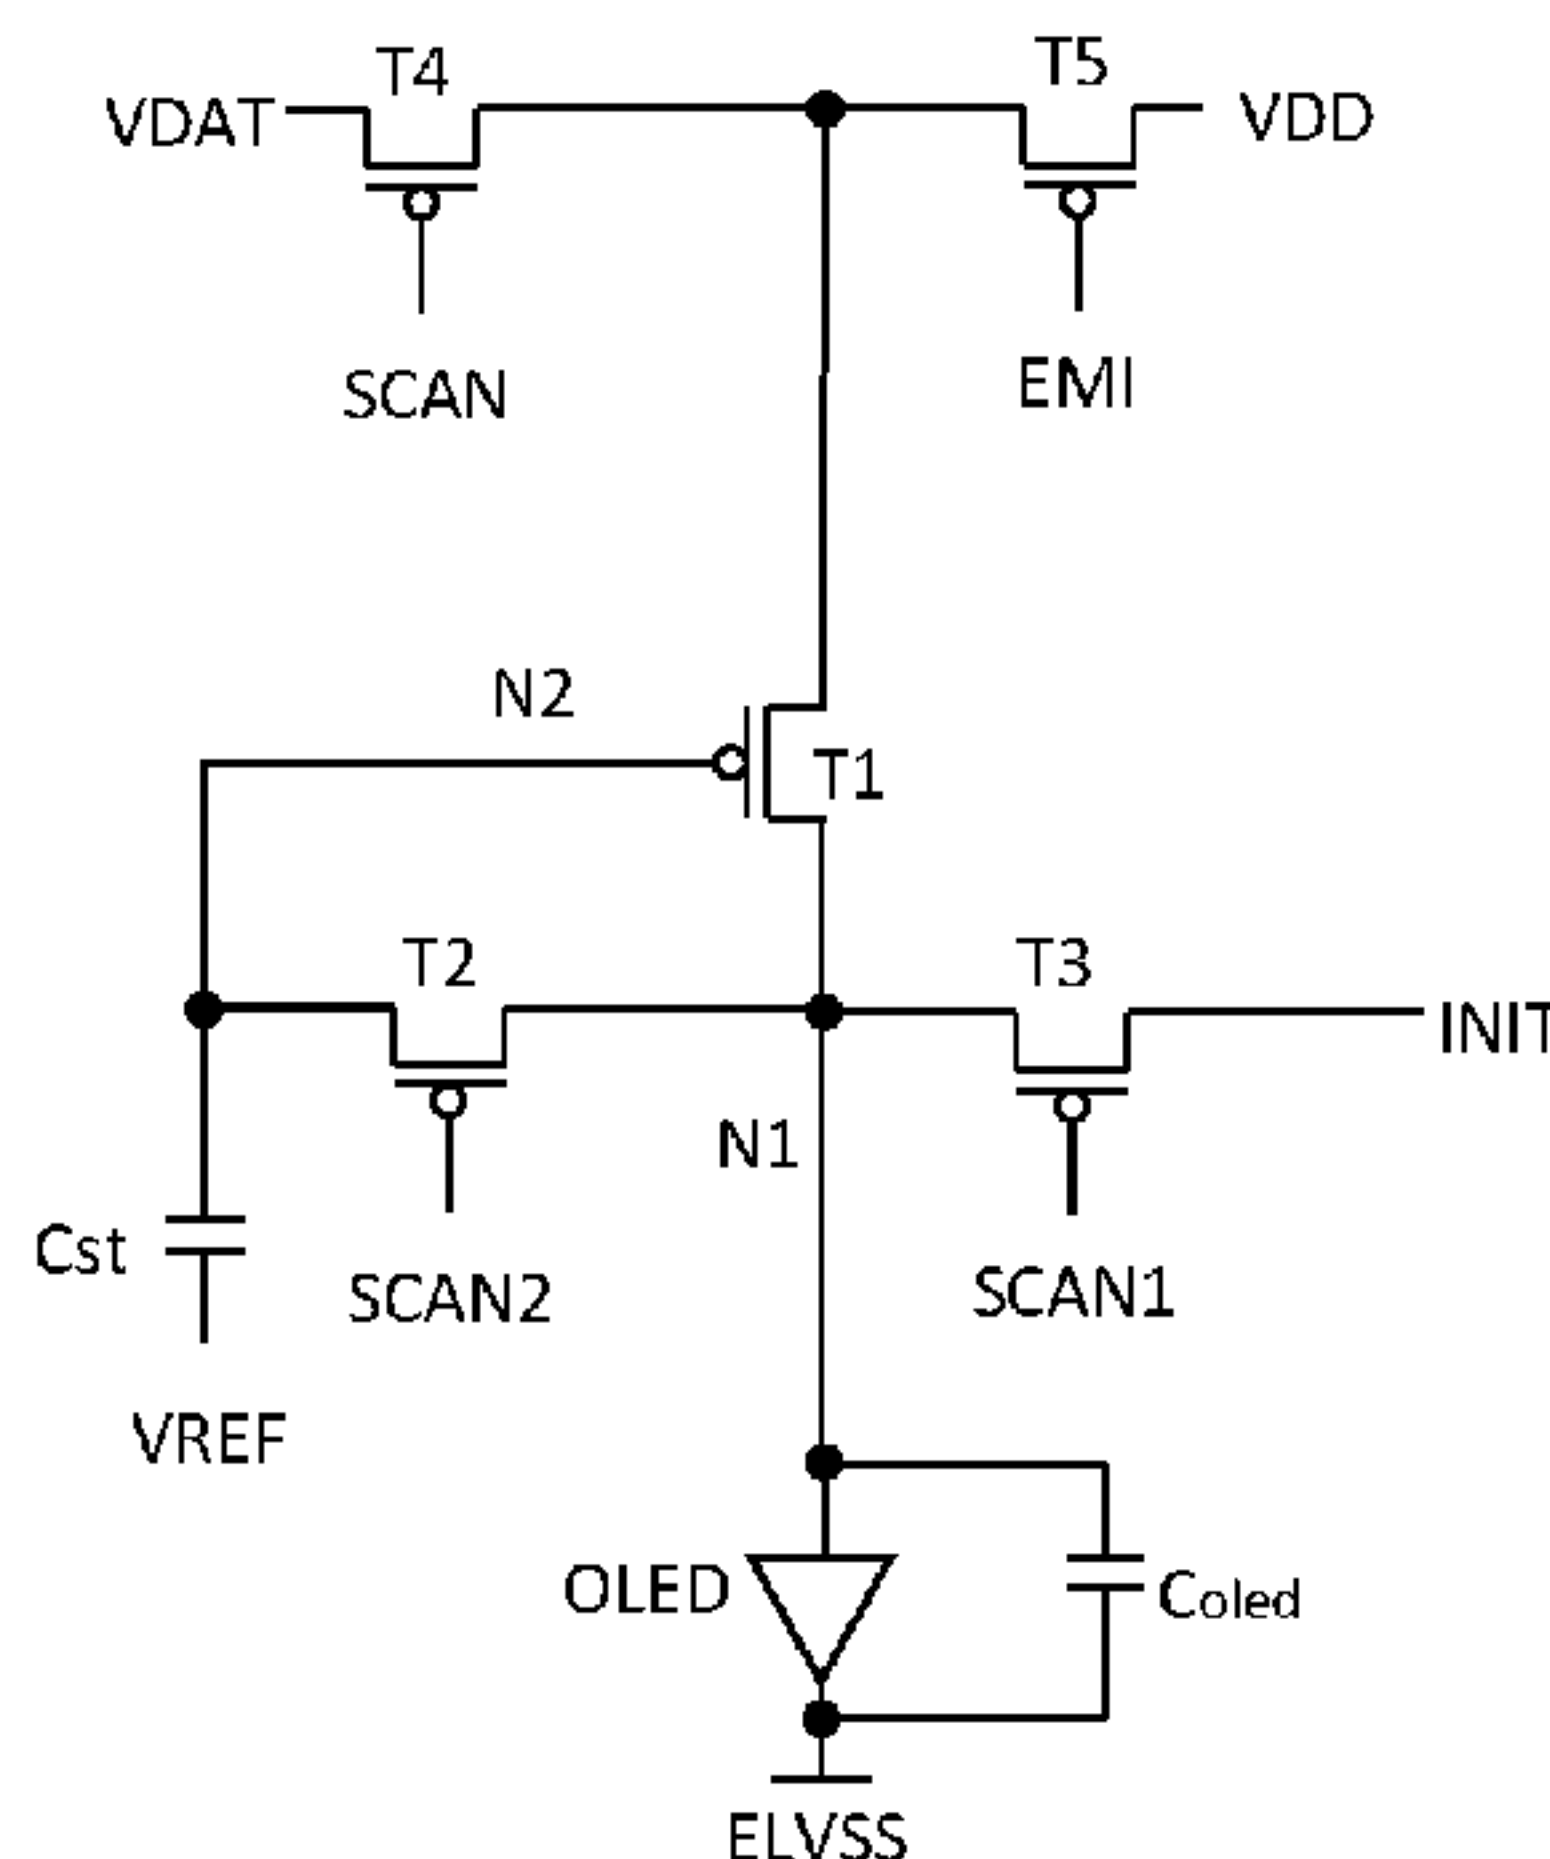 T4
T5
VDAT
VDD
SCAN
EMI
N2
T1
T2
T3
INIT
N1
Cst
SCAN2
SCAN1
VREF
OLED
Coled
ELVSS